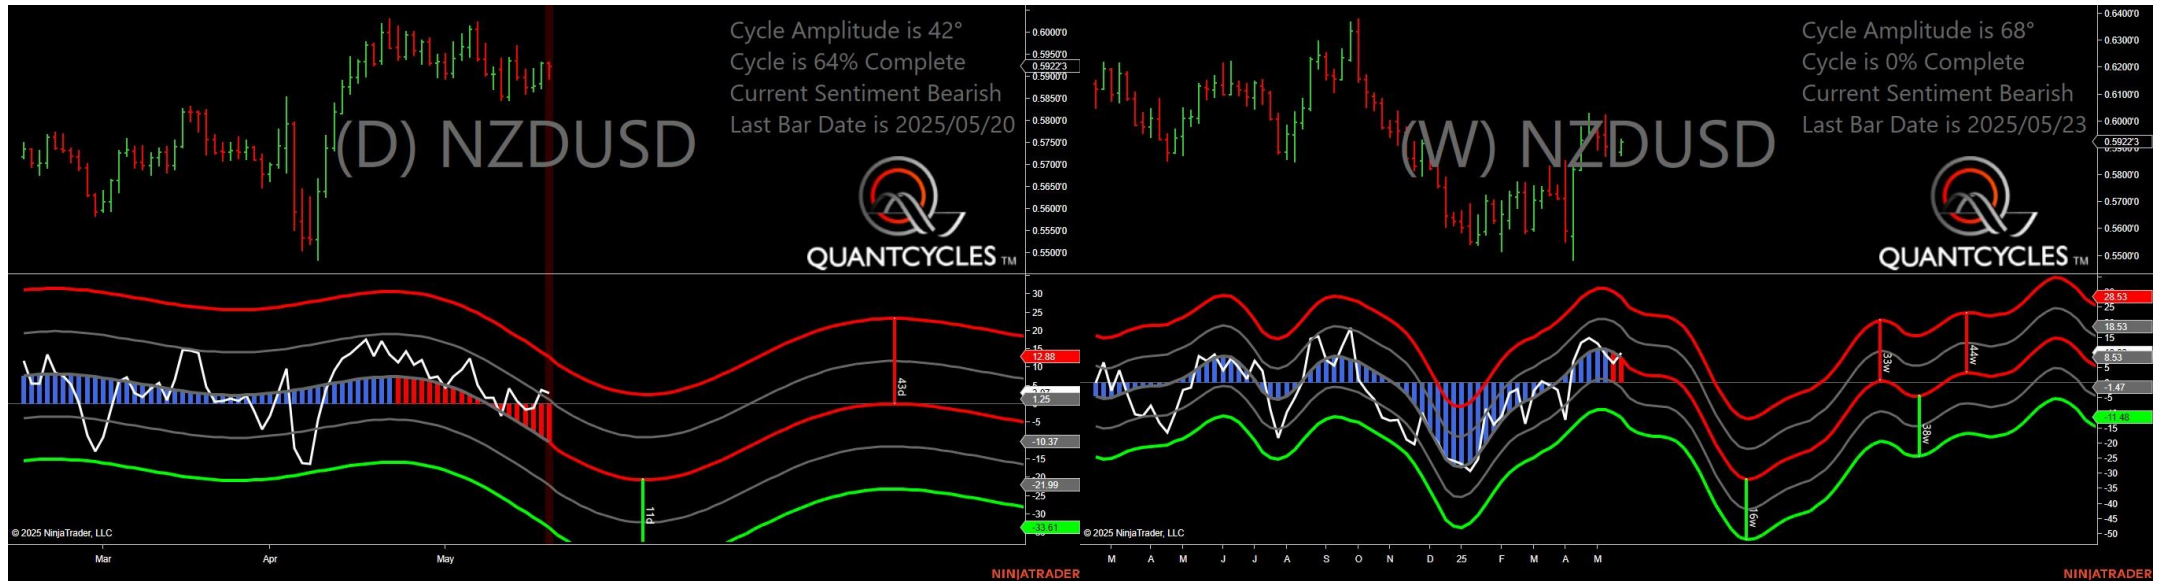 Cycle Amplitude is 42°
Cycle is 64% Complete
Current Sentiment Bearish
Last Bar Date is 2025/05/20
(D) NZDUSD
QUANTCYCLES TM
0.6000'0
0.5950'0
0.5922'3
0.5900'0
0.5850'0
0.5800'0
0.5750'0
0.5700'0
0.5650'0
0.5600'0
0.5550'0
0.5500'0
30
25
20
15
12.88
10
5
1.25
-5
-10.37
-15
-21.99
-25
-30
-33.61
43d
11d
© 2025 NinjaTrader, LLC
Mar Apr May
NINJATRADER
Cycle Amplitude is 68°
Cycle is 0% Complete
Current Sentiment Bearish
Last Bar Date is 2025/05/23
(W) NZDUSD
QUANTCYCLES TM
0.6400'0
0.6300'0
0.6200'0
0.6100'0
0.6000'0
0.5922'3
0.5800'0
0.5700'0
0.5600'0
0.5500'0
28.53
25
18.53
15
8.53
5
-1.47
-5
-11.48
-15
-20
-25
-30
-35
-40
-45
-50
33w
44w
38w
16w
© 2025 NinjaTrader, LLC
M A M J J A S O N D 25 F M A M
NINJATRADER